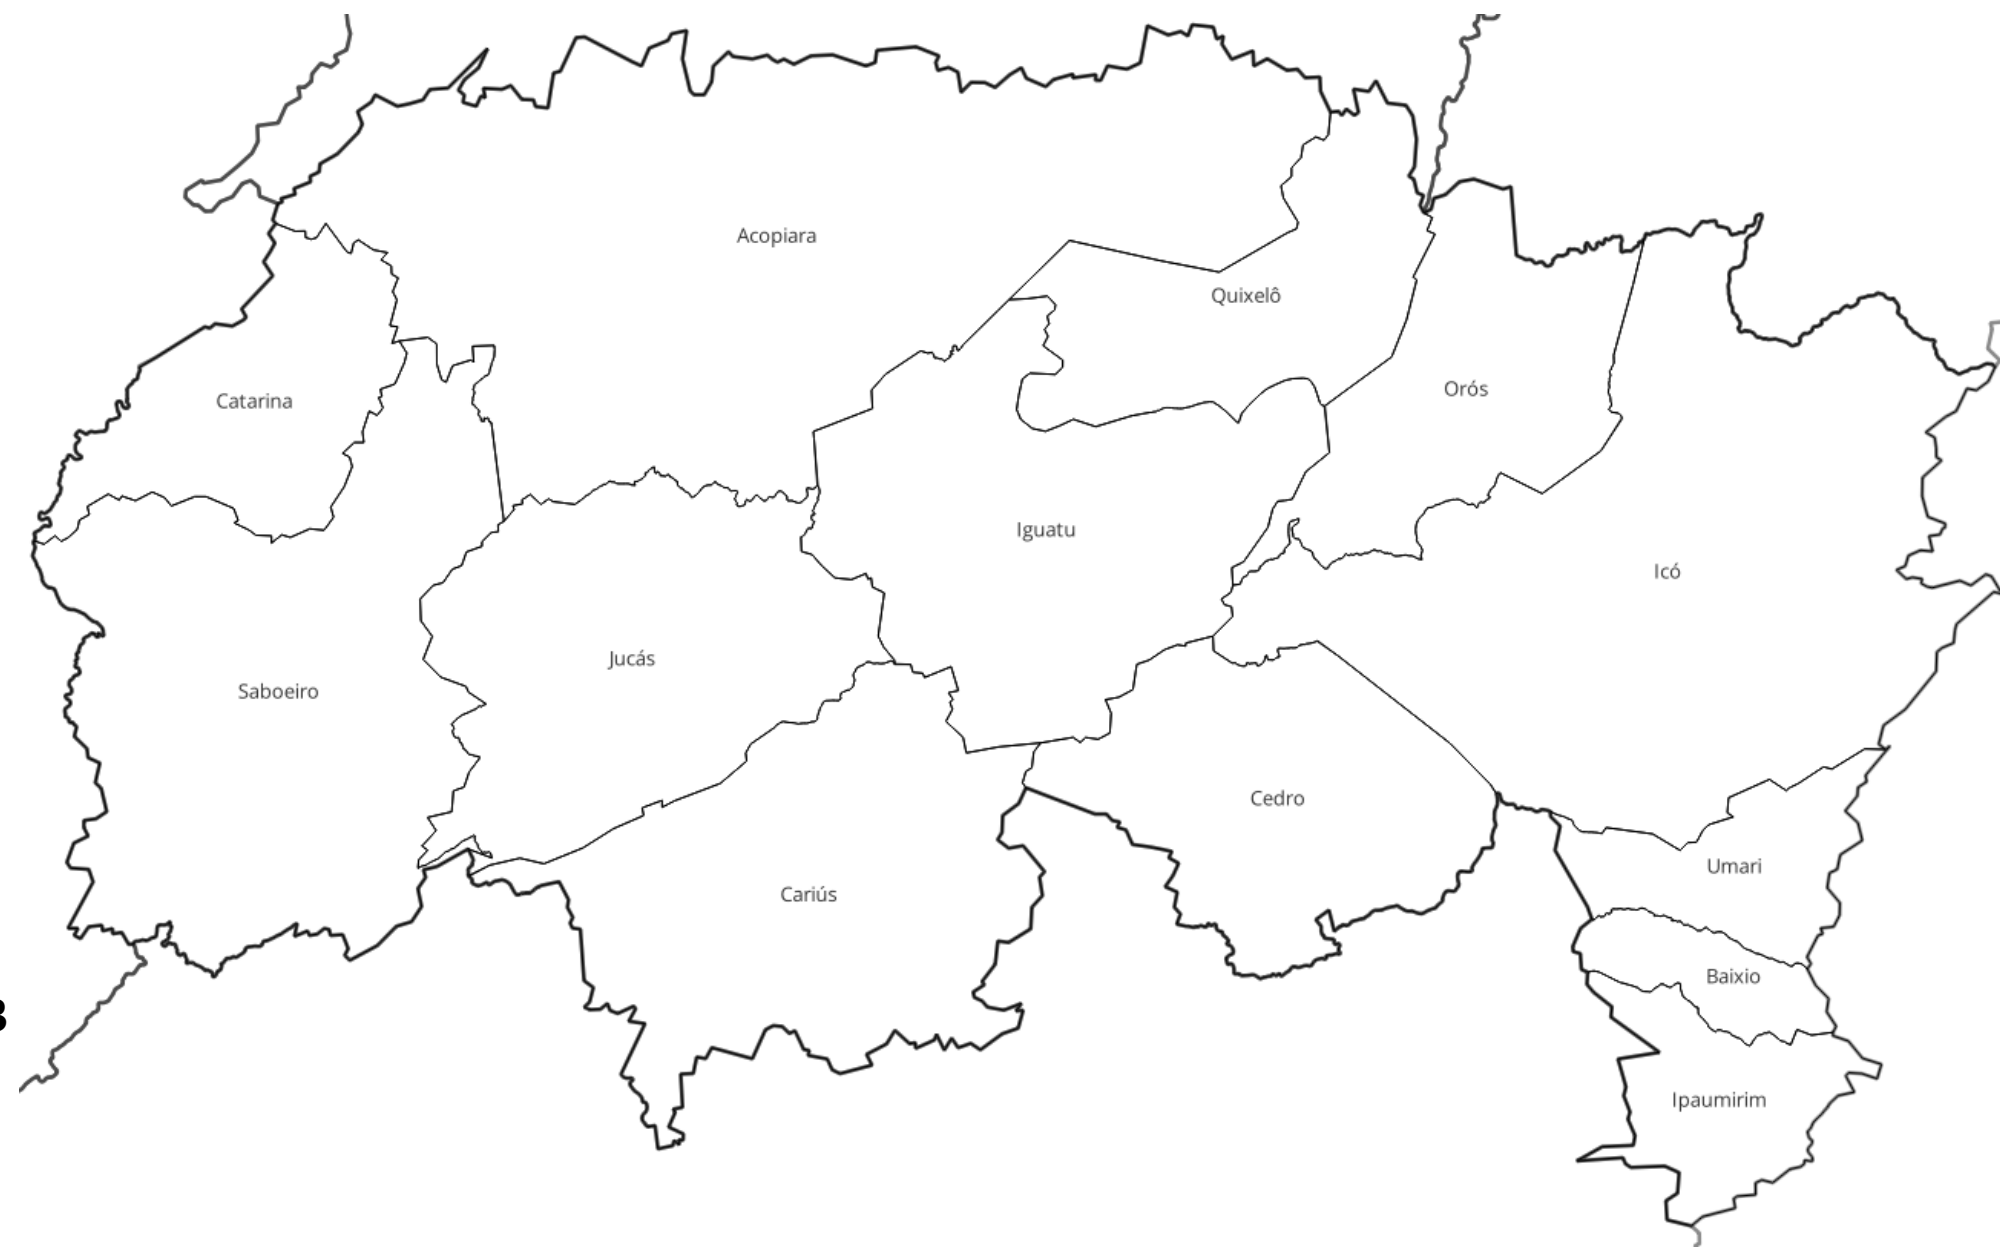 Acopiara
Quixelô
Orós
Catarina
Iguatu
Icó
Jucás
Saboeiro
Cedro
Umari
Cariús
Baixio
Ipaumirim